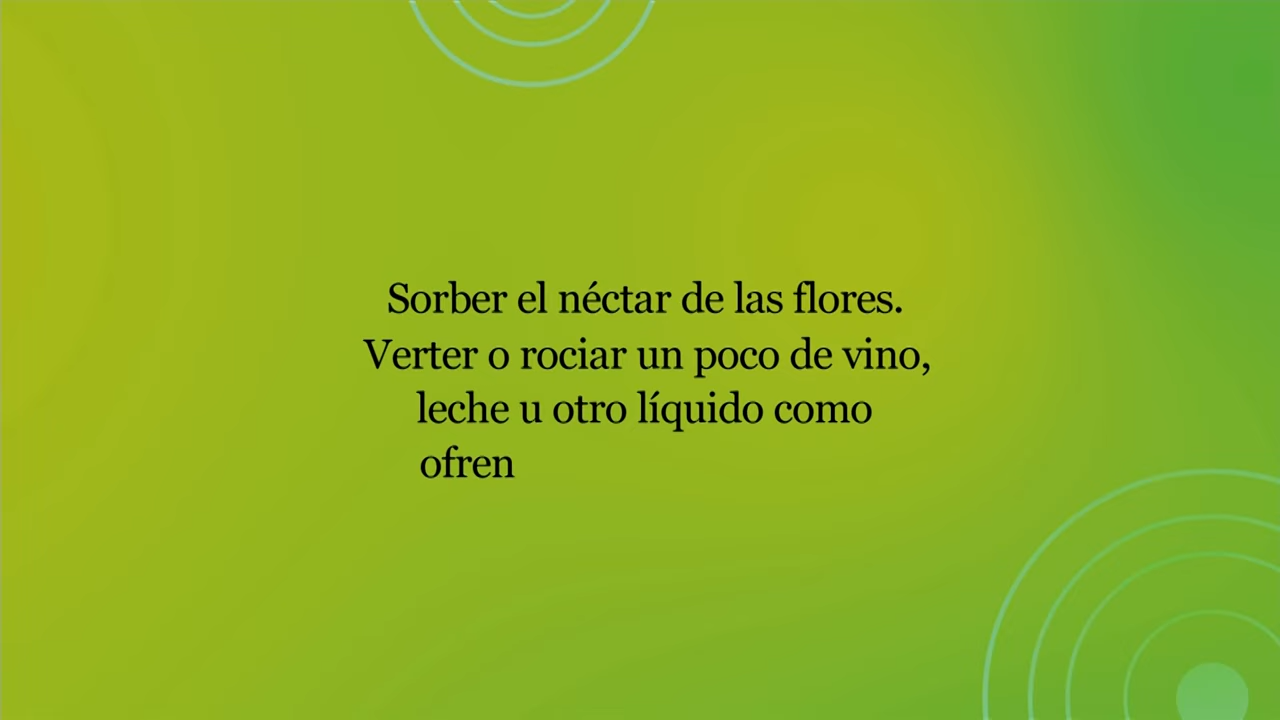 Sorber el néctar de las flores.
Verter o rociar un poco de vino,
leche u otro líquido como
ofren